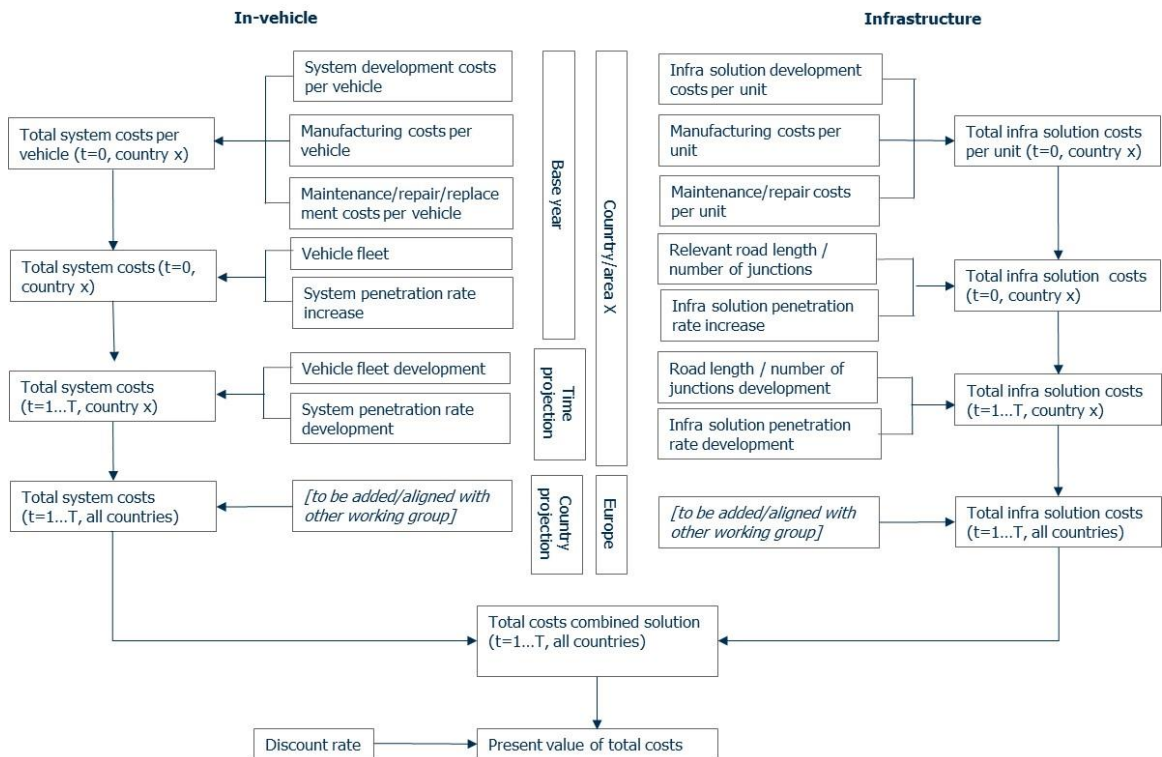 In-vehicle
Infrastructure
System development costs
per vehicle
Manufacturing costs per
vehicle
Maintenance/repair/replace
ment costs per vehicle
Total system costs per
vehicle (t=0, country x)
Vehicle fleet
System penetration rate
increase
Total system costs (t=0,
country x)
Vehicle fleet development
System penetration rate
development
Total system costs
(t=1...T, country x)
[to be added/aligned with
other working group]
Total system costs
(t=1...T, all countries)
Base year
Time
projection
Country
projection
Counrtry/area X
Europe
Infra solution development
costs per unit
Manufacturing costs per
unit
Maintenance/repair costs
per unit
Total infra solution costs
per unit (t=0, country x)
Relevant road length /
number of junctions
Infra solution penetration
rate increase
Total infra solution costs
(t=0, country x)
Road length / number of
junctions development
Infra solution penetration
rate development
Total infra solution costs
(t=1...T, country x)
[to be added/aligned with
other working group]
Total infra solution costs
(t=1...T, all countries)
Total costs combined solution
(t=1...T, all countries)
Discount rate
Present value of total costs